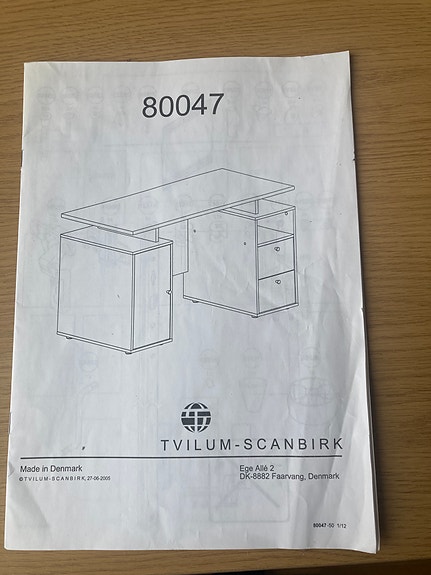 80047
TVILUM-SCANBIRK
Made in Denmark
© TVILUM-SCANBIRK, 27-06-2005
Ege Allé 2
DK-8882 Faarvang, Denmark
80047-50 1/12